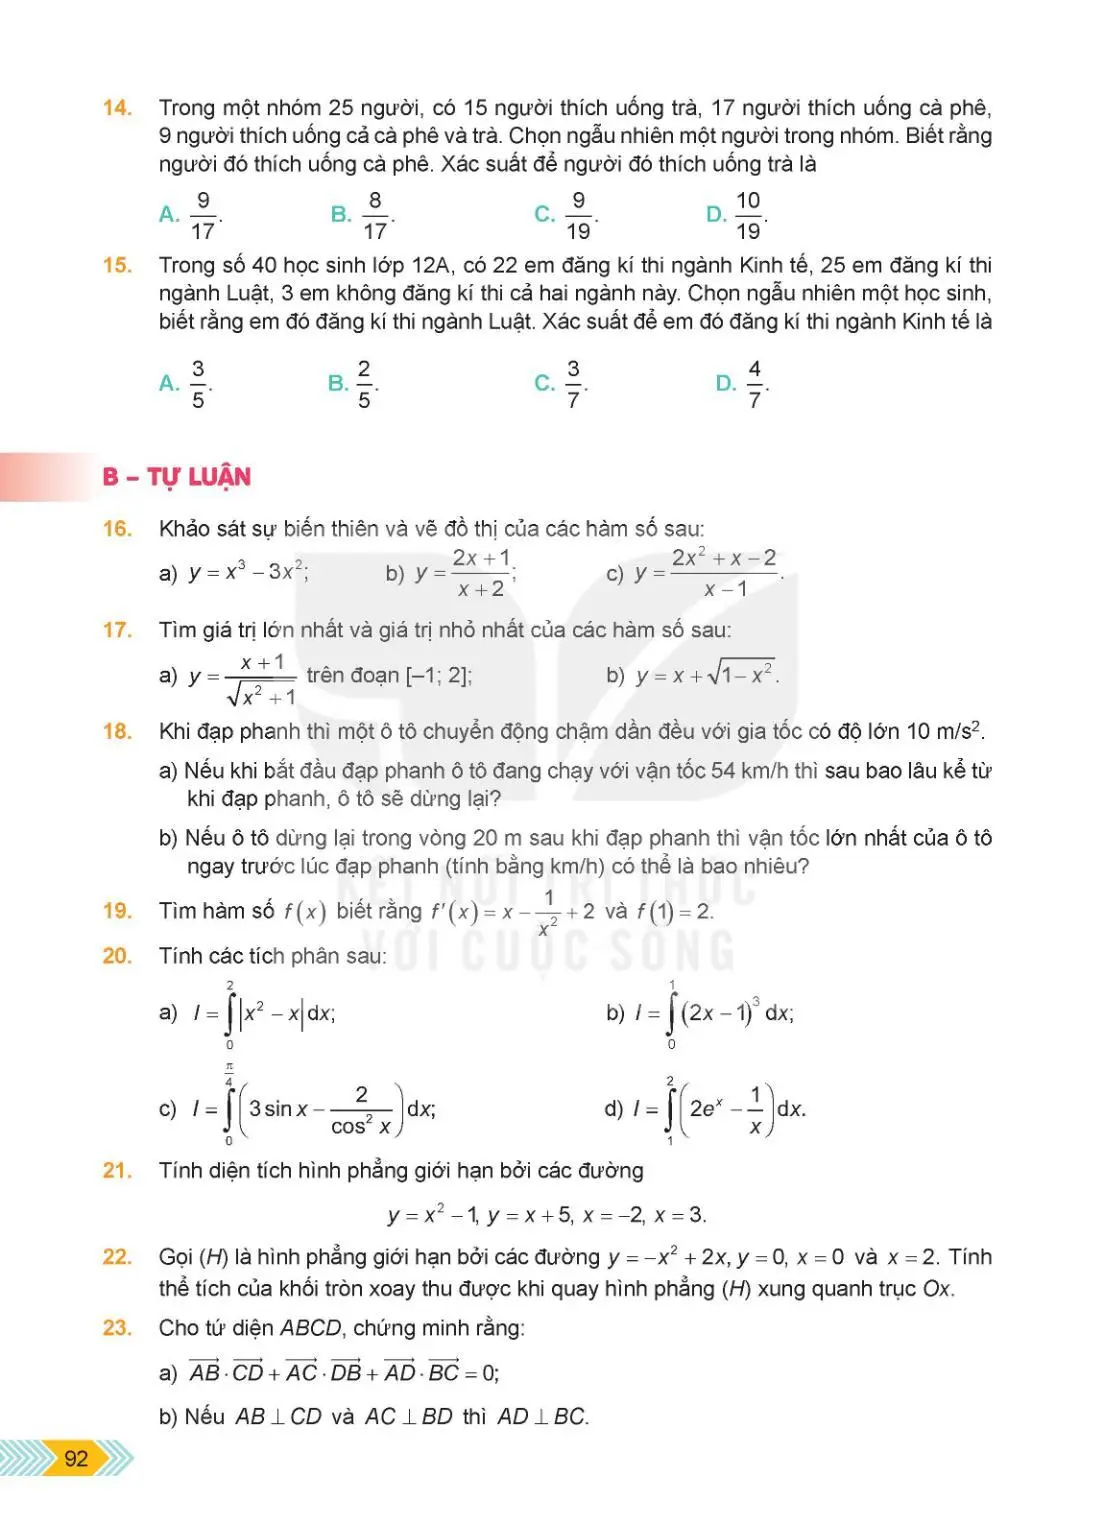 14. Trong một nhóm 25 người, có 15 người thích uống trà, 17 người thích uống cà phê,
9 người thích uống cả cà phê và trà. Chọn ngẫu nhiên một người trong nhóm. Biết rằng
người đó thích uống cà phê. Xác suất để người đó thích uống trà là
A. 9/17. B. 8/17. C. 9/19. D. 10/19.
15. Trong số 40 học sinh lớp 12A, có 22 em đăng kí thi ngành Kinh tế, 25 em đăng kí thi
ngành Luật, 3 em không đăng kí thi cả hai ngành này. Chọn ngẫu nhiên một học sinh,
biết rằng em đó đăng kí thi ngành Luật. Xác suất để em đó đăng kí thi ngành Kinh tế là
A. 3/5. B. 2/5. C. 3/7. D. 4/7.
B – TỰ LUẬN
16. Khảo sát sự biến thiên và vẽ đồ thị của các hàm số sau:
a) y = x³ − 3x²; b) y = (2x + 1)/(x + 2); c) y = (2x² + x − 2)/(x − 1).
17. Tìm giá trị lớn nhất và giá trị nhỏ nhất của các hàm số sau:
a) y = (x + 1)/√(x² + 1) trên đoạn [–1; 2]; b) y = x + √(1 − x²).
18. Khi đạp phanh thì một ô tô chuyển động chậm dần đều với gia tốc có độ lớn 10 m/s².
a) Nếu khi bắt đầu đạp phanh ô tô đang chạy với vận tốc 54 km/h thì sau bao lâu kể từ
khi đạp phanh, ô tô sẽ dừng lại?
b) Nếu ô tô dừng lại trong vòng 20 m sau khi đạp phanh thì vận tốc lớn nhất của ô tô
ngay trước lúc đạp phanh (tính bằng km/h) có thể là bao nhiêu?
KẾT NỐI TRI THỨC
19. Tìm hàm số f(x) biết rằng f′(x) = x − 1/x² + 2 và f(1) = 2.
VỚI CUỘC SỐNG
20. Tính các tích phân sau:
a) I = ∫₀² |x² − x|dx; b) I = ∫₀¹ (2x − 1)³ dx;
c) I = ∫₀^(π/4) (3 sin x − 2/cos² x)dx; d) I = ∫₁² (2eˣ − 1/x)dx.
21. Tính diện tích hình phẳng giới hạn bởi các đường
y = x² − 1, y = x + 5, x = −2, x = 3.
22. Gọi (H) là hình phẳng giới hạn bởi các đường y = −x² + 2x, y = 0, x = 0 và x = 2. Tính
thể tích của khối tròn xoay thu được khi quay hình phẳng (H) xung quanh trục Ox.
23. Cho tứ diện ABCD, chứng minh rằng:
a) A͞B⃗ · C͞D⃗ + A͞C⃗ · D͞B⃗ + A͞D⃗ · B͞C⃗ = 0;
b) Nếu AB ⊥ CD và AC ⊥ BD thì AD ⊥ BC.
92